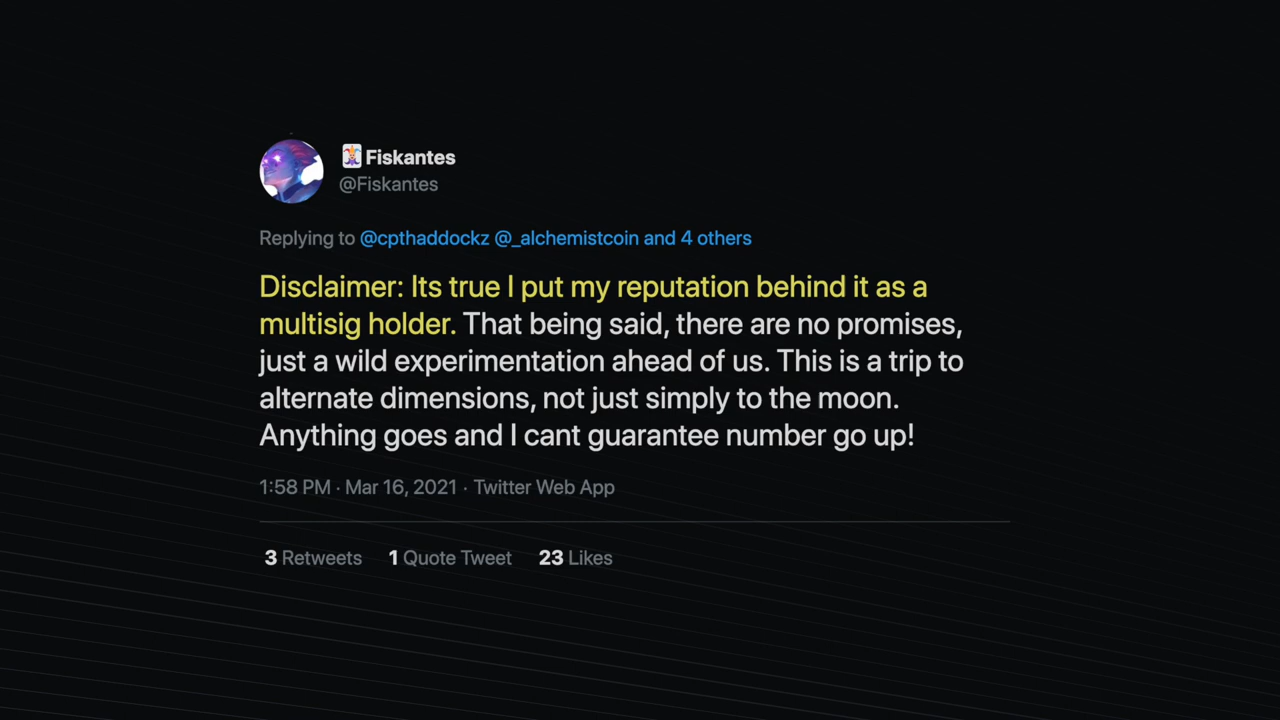 🃏Fiskantes
@Fiskantes
Replying to @cpthaddockz @_alchemistcoin and 4 others
Disclaimer: Its true I put my reputation behind it as a
multisig holder. That being said, there are no promises,
just a wild experimentation ahead of us. This is a trip to
alternate dimensions, not just simply to the moon.
Anything goes and I cant guarantee number go up!
1:58 PM · Mar 16, 2021 · Twitter Web App
3 Retweets 1 Quote Tweet 23 Likes